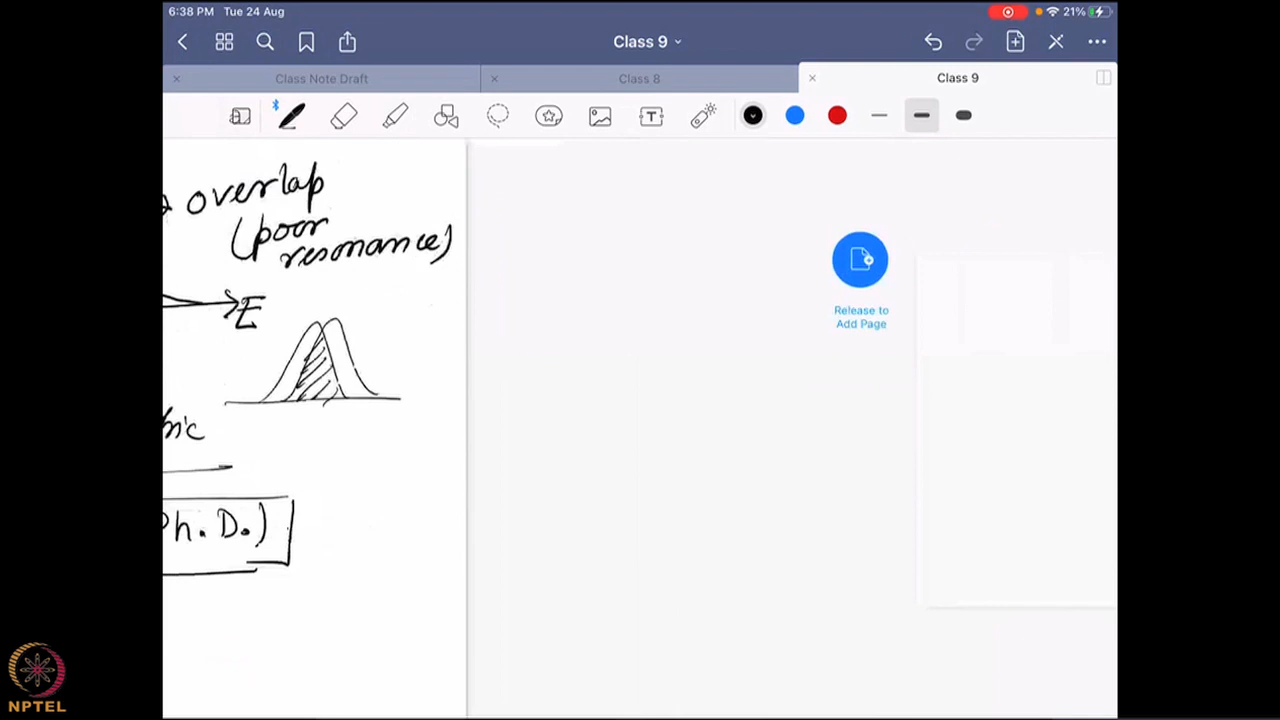 6:38 PM Tue 24 Aug
21%
Class 9
Class Note Draft
Class 8
Class 9
T
overlap
(poor
resonance)
E
Release to
Add Page
Ph. D.)
NPTEL